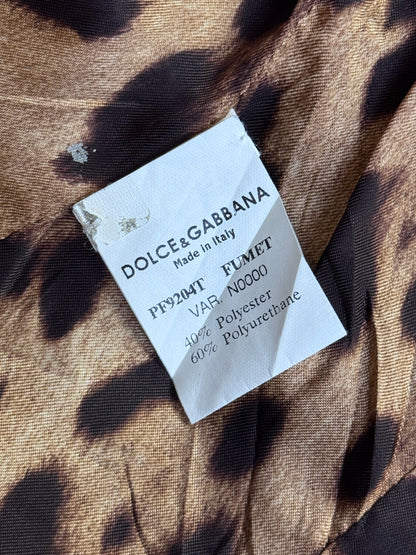 DOLCE&GABBANA
Made in Italy
PF9204T FUMET
VAR. N0000
40% Polyester
60% Polyurethane